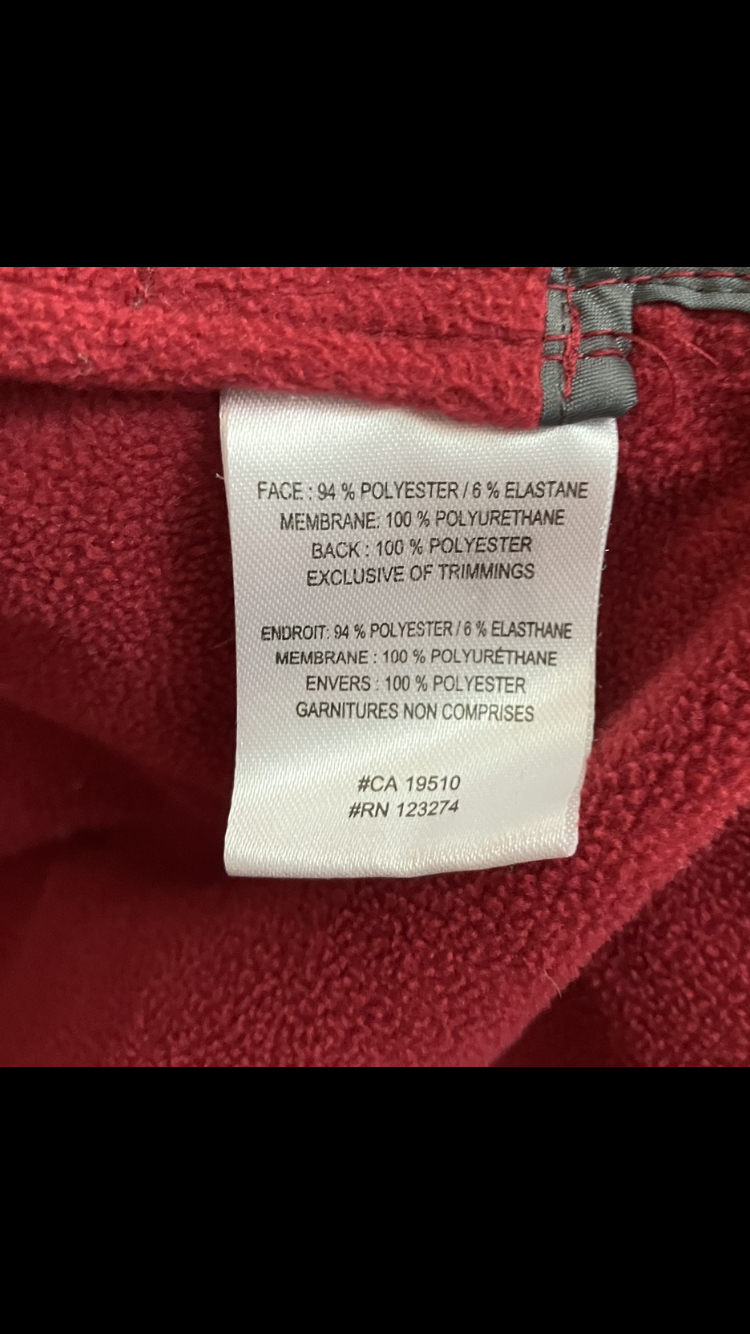 FACE : 94 % POLYESTER / 6 % ELASTANE
MEMBRANE: 100 % POLYURETHANE
BACK : 100 % POLYESTER
EXCLUSIVE OF TRIMMINGS
ENDROIT: 94 % POLYESTER / 6 % ELASTHANE
MEMBRANE : 100 % POLYURÉTHANE
ENVERS : 100 % POLYESTER
GARNITURES NON COMPRISES
#CA 19510
#RN 123274